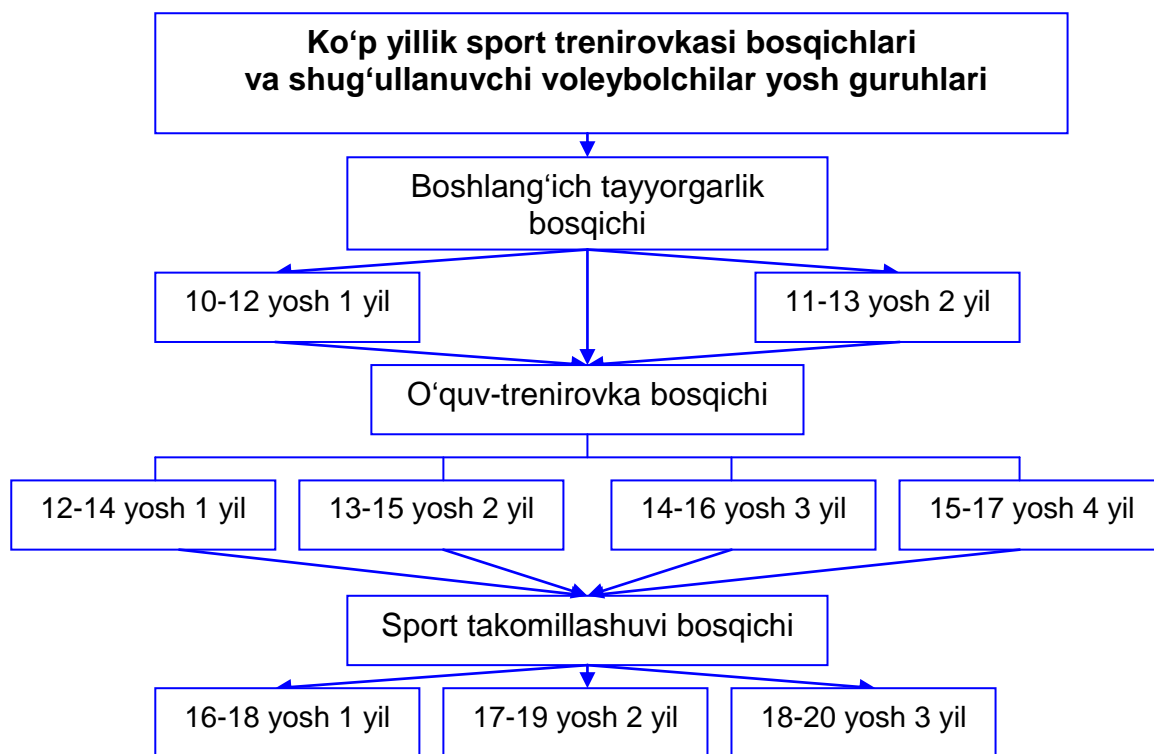 Ko‘p yillik sport trenirovkasi bosqichlari
va shug‘ullanuvchi voleybolchilar yosh guruhlari
Boshlang‘ich tayyorgarlik
bosqichi
10-12 yosh 1 yil
11-13 yosh 2 yil
O‘quv-trenirovka bosqichi
12-14 yosh 1 yil
13-15 yosh 2 yil
14-16 yosh 3 yil
15-17 yosh 4 yil
Sport takomillashuvi bosqichi
16-18 yosh 1 yil
17-19 yosh 2 yil
18-20 yosh 3 yil